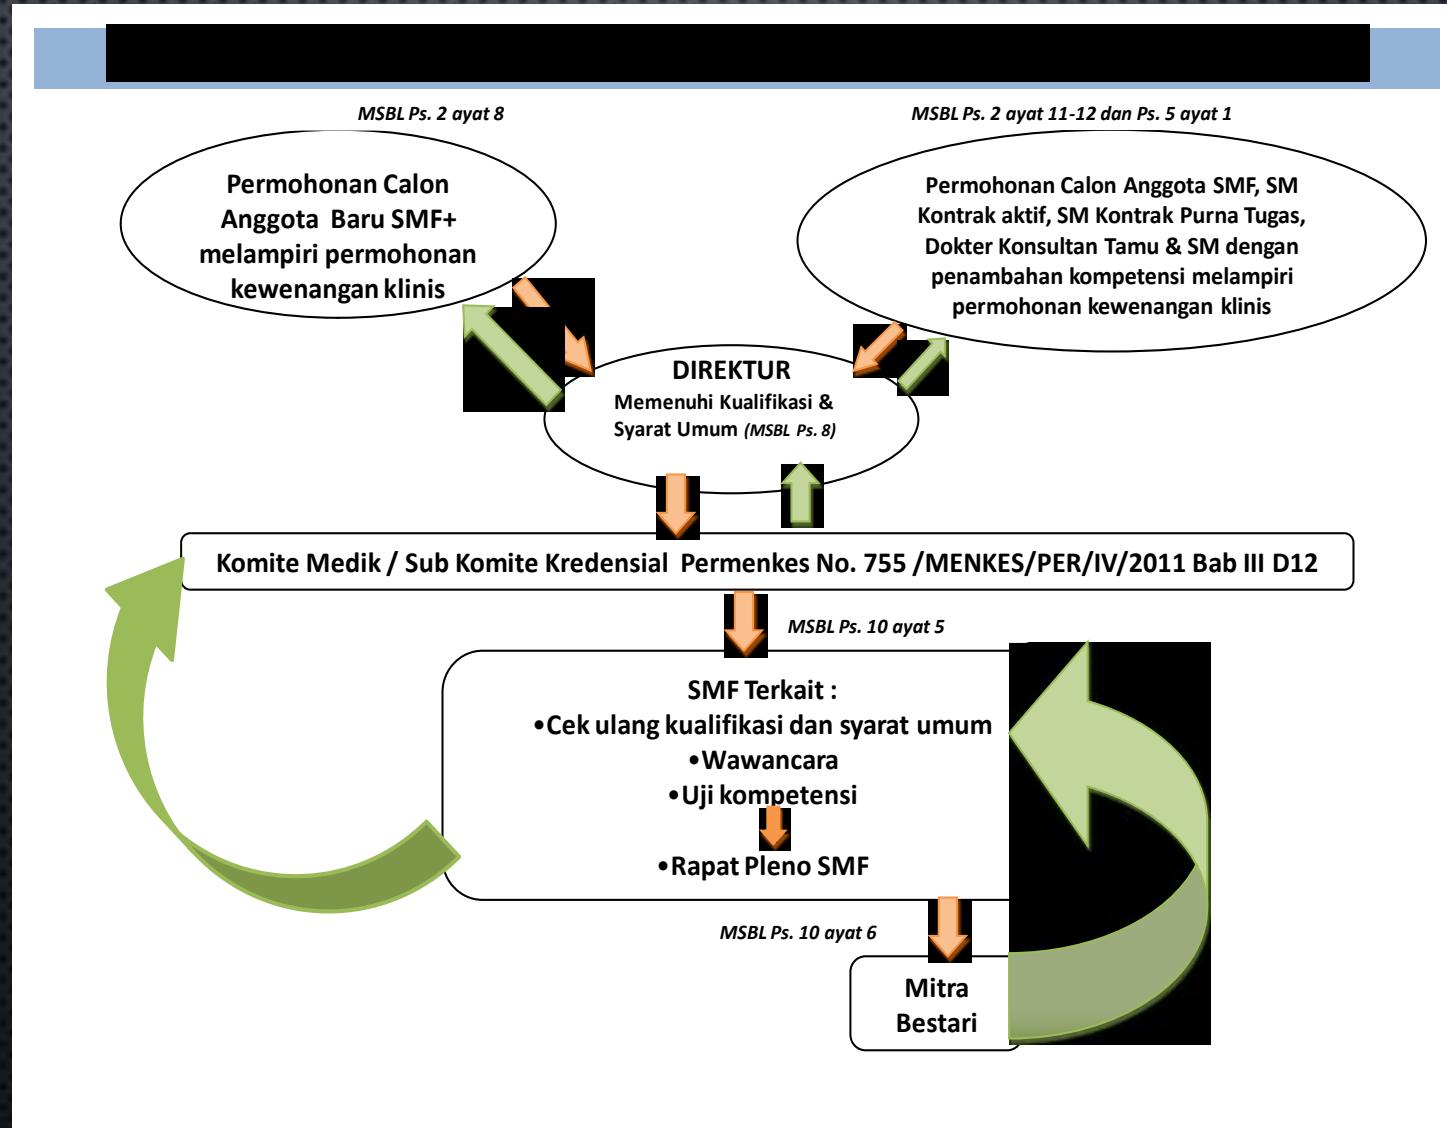 MSBL Ps. 2 ayat 8
MSBL Ps. 2 ayat 11-12 dan Ps. 5 ayat 1
Permohonan Calon
Anggota Baru SMF+
melampiri permohonan
kewenangan klinis
Permohonan Calon Anggota SMF, SM
Kontrak aktif, SM Kontrak Purna Tugas,
Dokter Konsultan Tamu & SM dengan
penambahan kompetensi melampiri
permohonan kewenangan klinis
DIREKTUR
Memenuhi Kualifikasi &
Syarat Umum (MSBL Ps. 8)
Komite Medik / Sub Komite Kredensial Permenkes No. 755 /MENKES/PER/IV/2011 Bab III D12
MSBL Ps. 10 ayat 5
SMF Terkait :
•Cek ulang kualifikasi dan syarat umum
•Wawancara
•Uji kompetensi
•Rapat Pleno SMF
MSBL Ps. 10 ayat 6
Mitra
Bestari